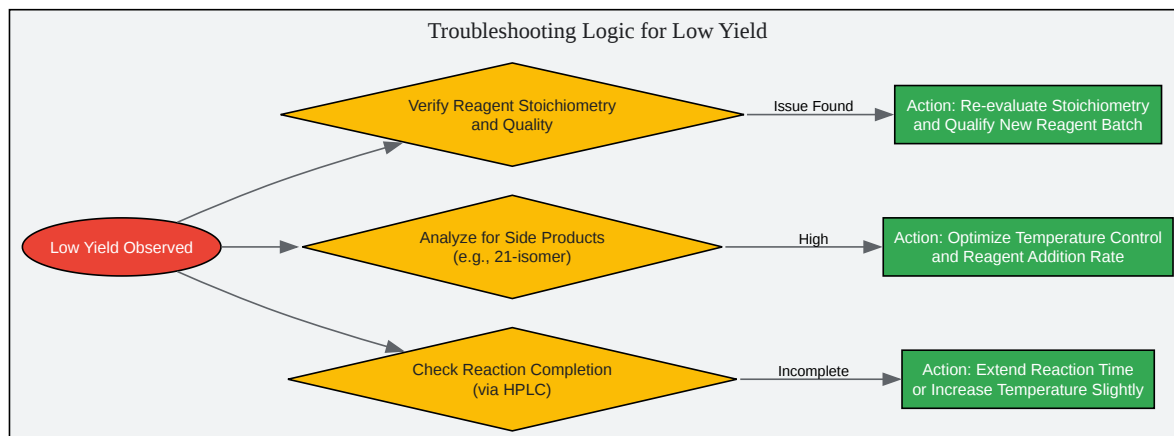 Troubleshooting Logic for Low Yield
Verify Reagent Stoichiometry
and Quality
Issue Found
Action: Re-evaluate Stoichiometry
and Qualify New Reagent Batch
Low Yield Observed
Analyze for Side Products
(e.g., 21-isomer)
High
Action: Optimize Temperature Control
and Reagent Addition Rate
Check Reaction Completion
(via HPLC)
Incomplete
Action: Extend Reaction Time
or Increase Temperature Slightly